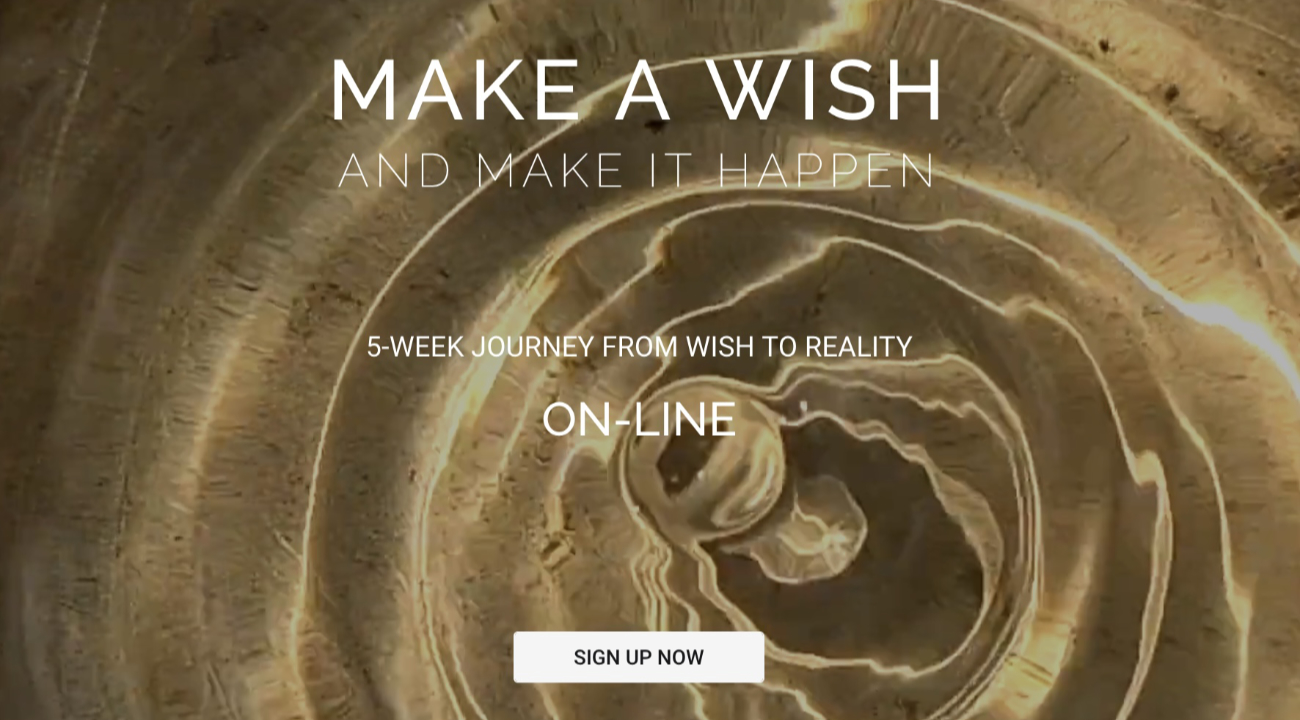 MAKE A WISH
AND MAKE IT HAPPEN
5-WEEK JOURNEY FROM WISH TO REALITY
ON-LINE
SIGN UP NOW